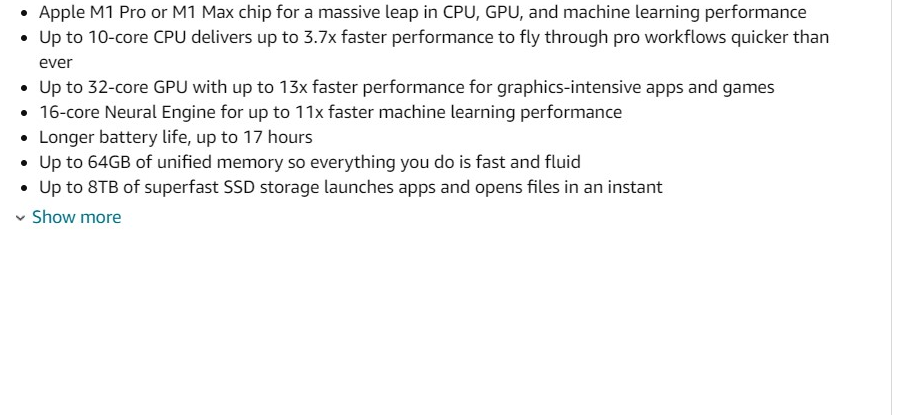 • Apple M1 Pro or M1 Max chip for a massive leap in CPU, GPU, and machine learning performance
• Up to 10-core CPU delivers up to 3.7x faster performance to fly through pro workflows quicker than
ever
• Up to 32-core GPU with up to 13x faster performance for graphics-intensive apps and games
• 16-core Neural Engine for up to 11x faster machine learning performance
• Longer battery life, up to 17 hours
• Up to 64GB of unified memory so everything you do is fast and fluid
• Up to 8TB of superfast SSD storage launches apps and opens files in an instant
Show more